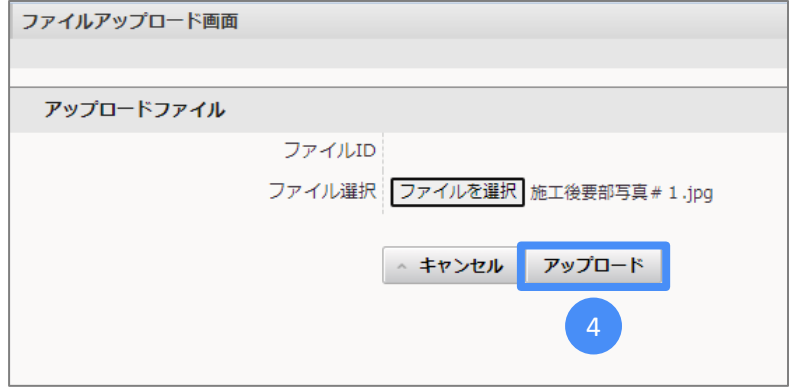 ファイルアップロード画面
アップロードファイル
ファイルID
ファイル選択 ファイルを選択 施工後要部写真＃１.jpg
キャンセル アップロード
4